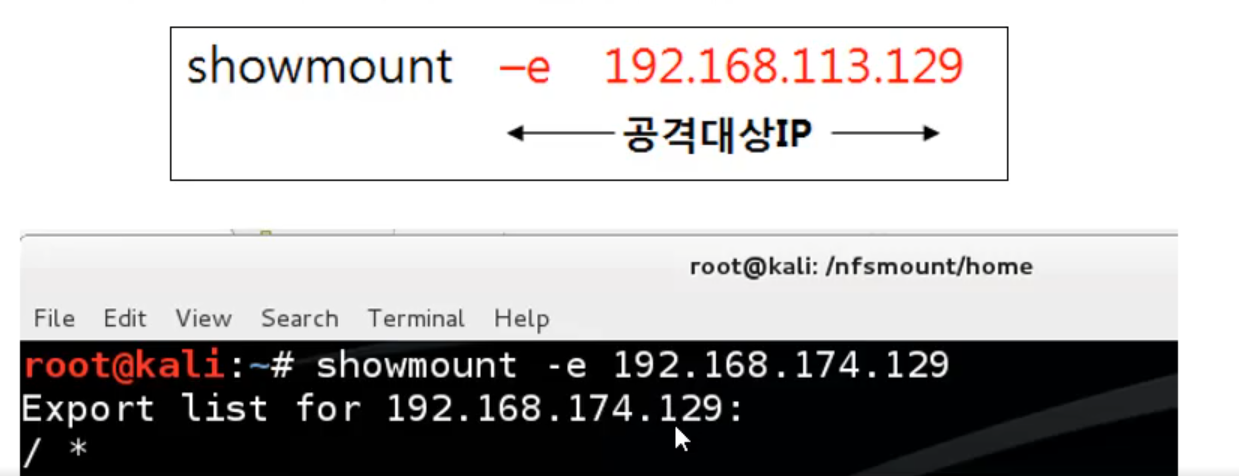 showmount –e 192.168.113.129
공격대상IP
root@kali: /nfsmount/home
File Edit View Search Terminal Help
root@kali:~# showmount -e 192.168.174.129
Export list for 192.168.174.129:
/ *